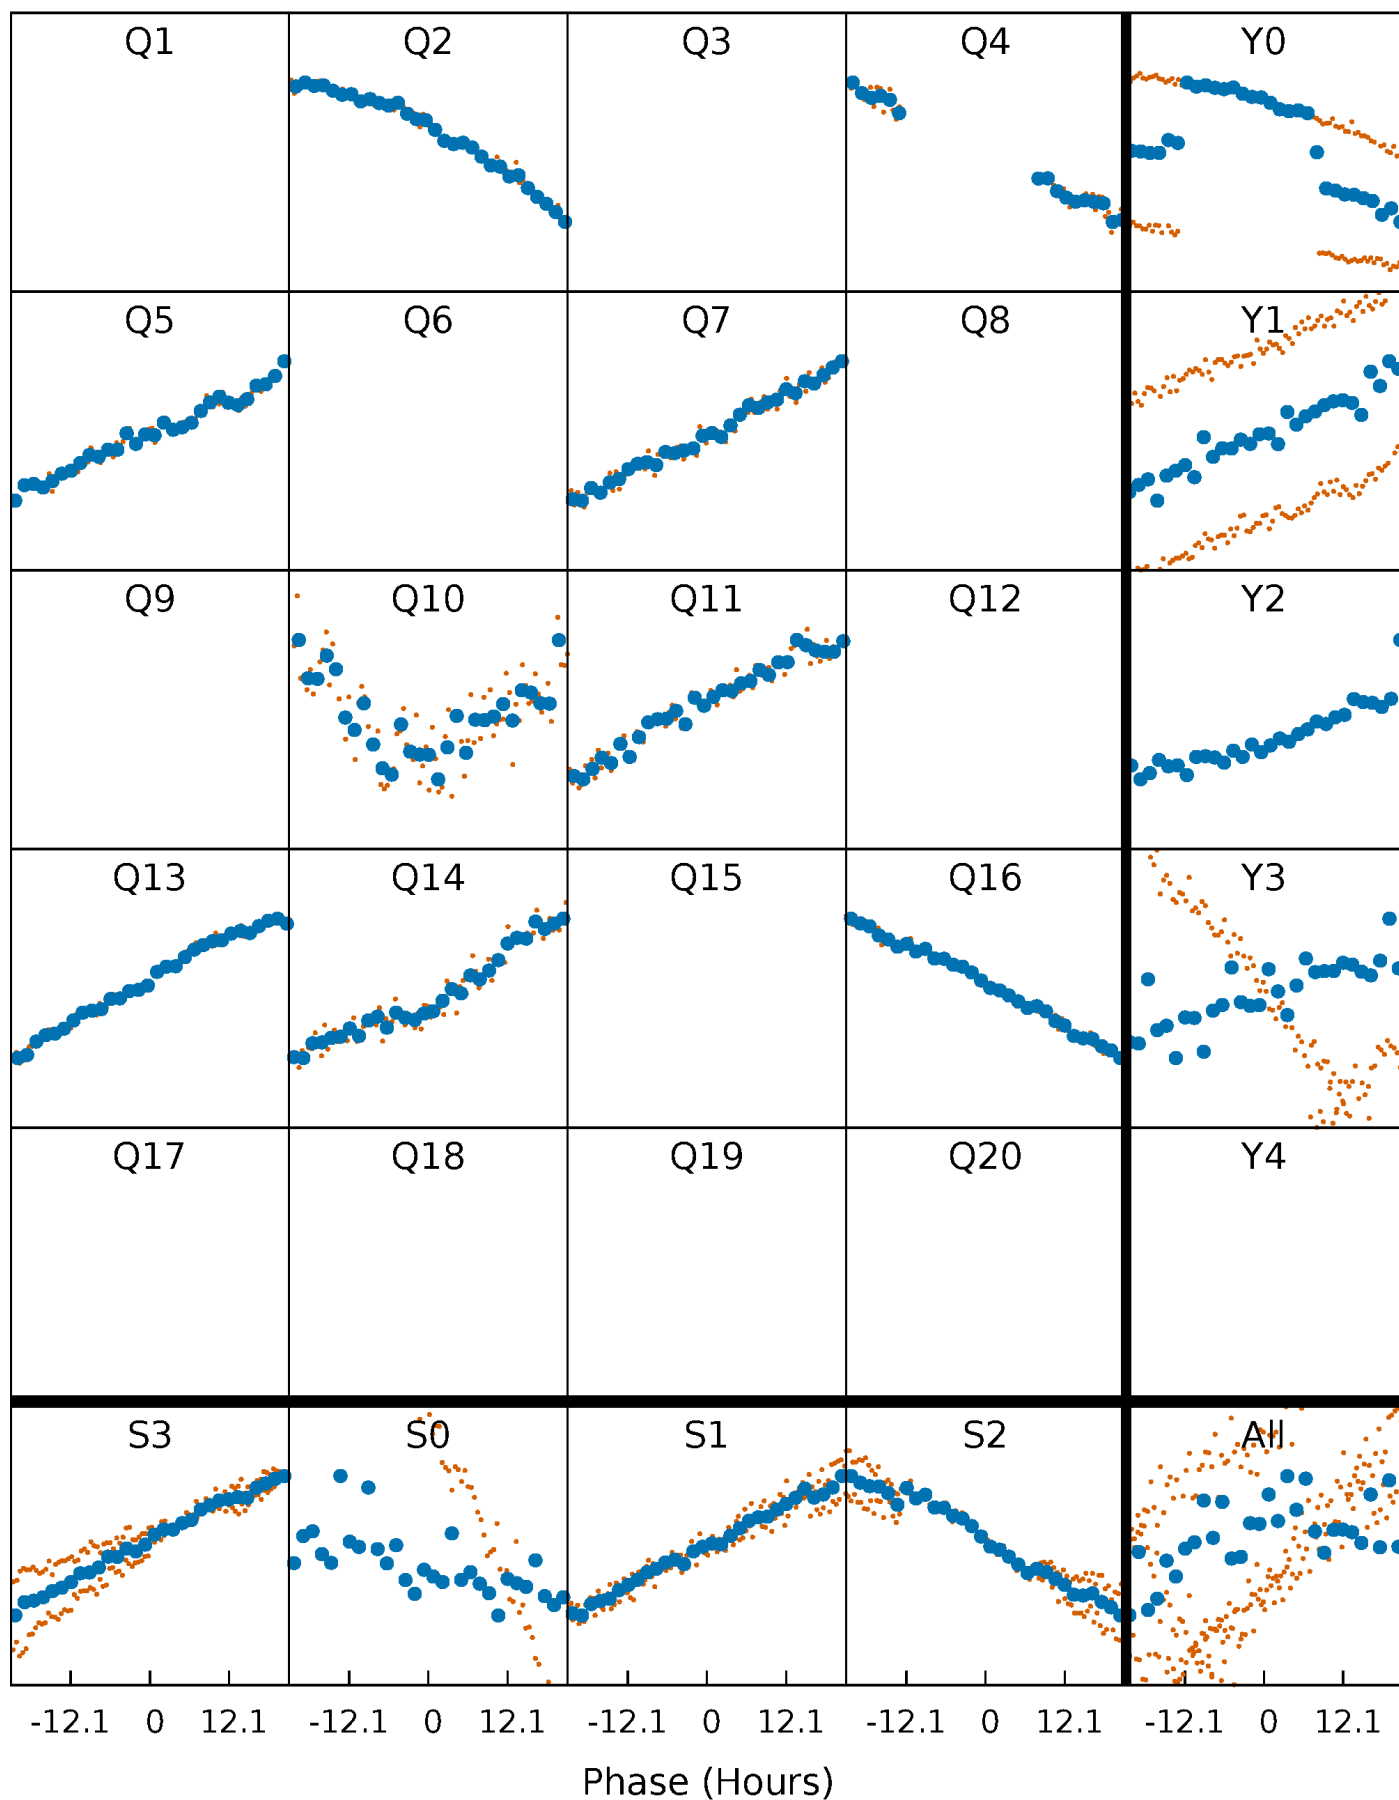 Q1 Q2 Q3 Q4 Y0
Q5 Q6 Q7 Q8 Y1
Q9 Q10 Q11 Q12 Y2
Q13 Q14 Q15 Q16 Y3
Q17 Q18 Q19 Q20 Y4
S3 S0 S1 S2 All
-12.1 0 12.1 -12.1 0 12.1 -12.1 0 12.1 -12.1 0 12.1 -12.1 0 12.1
Phase (Hours)